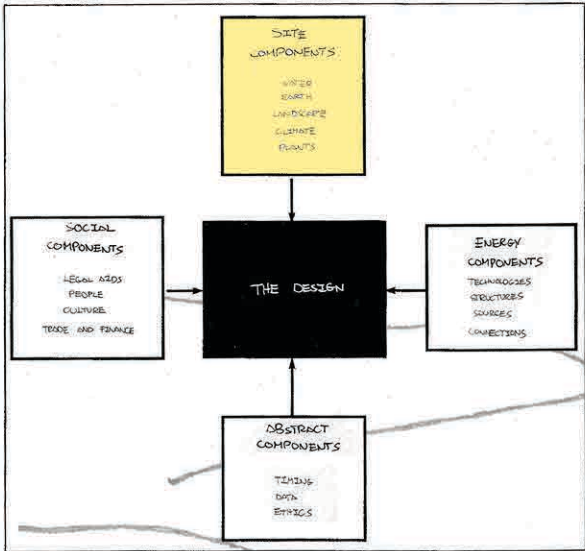 SITE
COMPONENTS
WATER
EARTH
LANDSCAPE
CLIMATE
PLANTS
SOCIAL
COMPONENTS
LEGAL AIDS
PEOPLE
CULTURE
TRADE AND FINANCE
THE DESIGN
ENERGY
COMPONENTS
TECHNOLOGIES
STRUCTURES
SOURCES
CONNECTIONS
ABSTRACT
COMPONENTS
TIMING
DATA
ETHICS